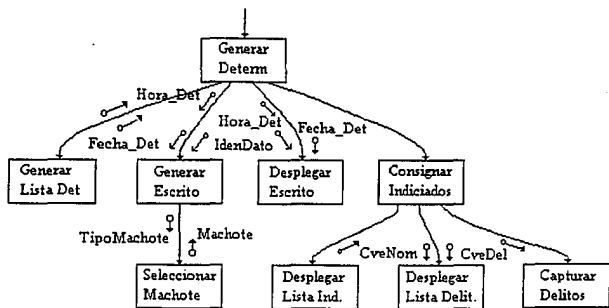 Generar
Determ
Hora_Det
Hora_Det
Fecha_Det
Fecha_Det
IdenDato
Generar
Lista Det
Generar
Escrito
Desplegar
Escrito
Consignar
Indiciados
TipoMachote
Machote
CveNom
CveDel
Seleccionar
Machote
Desplegar
Lista Ind.
Desplegar
Lista Delit.
Capturar
Delitos